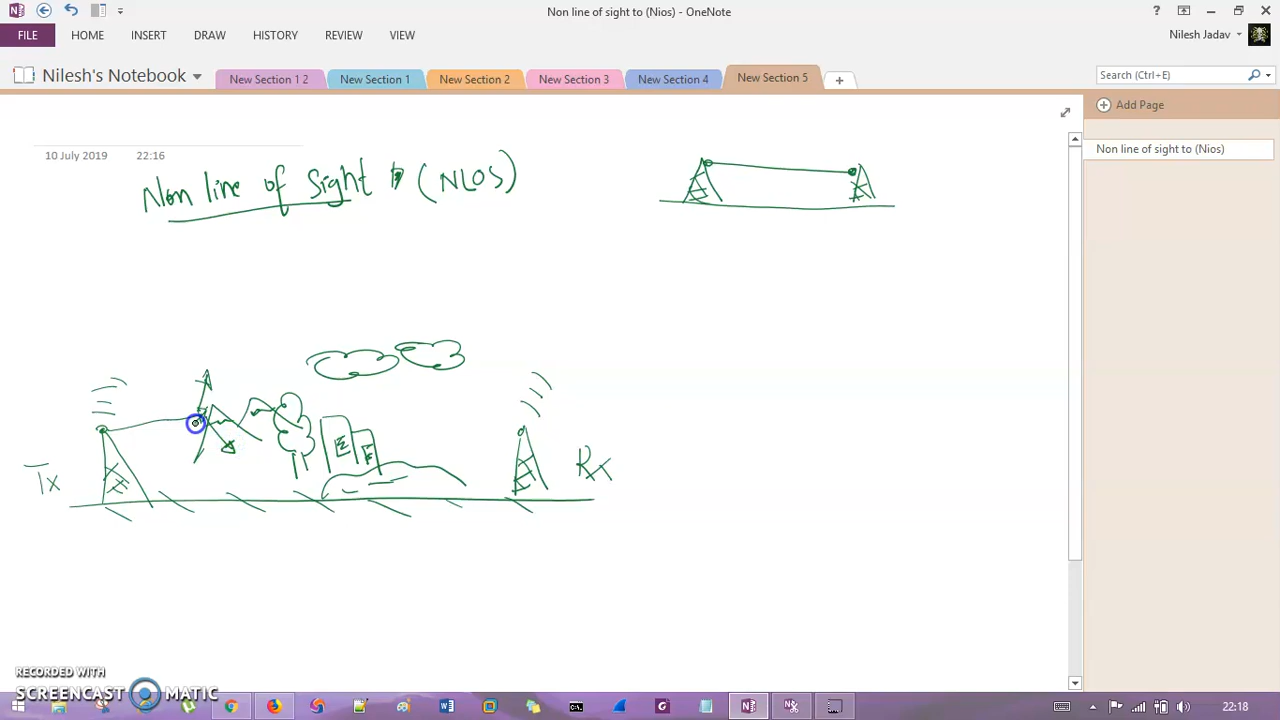 Non line of sight to (Nios) - OneNote
?
FILE
HOME
INSERT
DRAW
HISTORY
REVIEW
VIEW
Nilesh Jadav
Nilesh's Notebook
New Section 1 2
New Section 1
New Section 2
New Section 3
New Section 4
New Section 5
Search (Ctrl+E)
Add Page
Non line of sight to (Nios)
10 July 2019
22:16
Non line of sight (NLOS)
Tx
Rx
RECORDED WITH
SCREENCAST MATIC
22:18